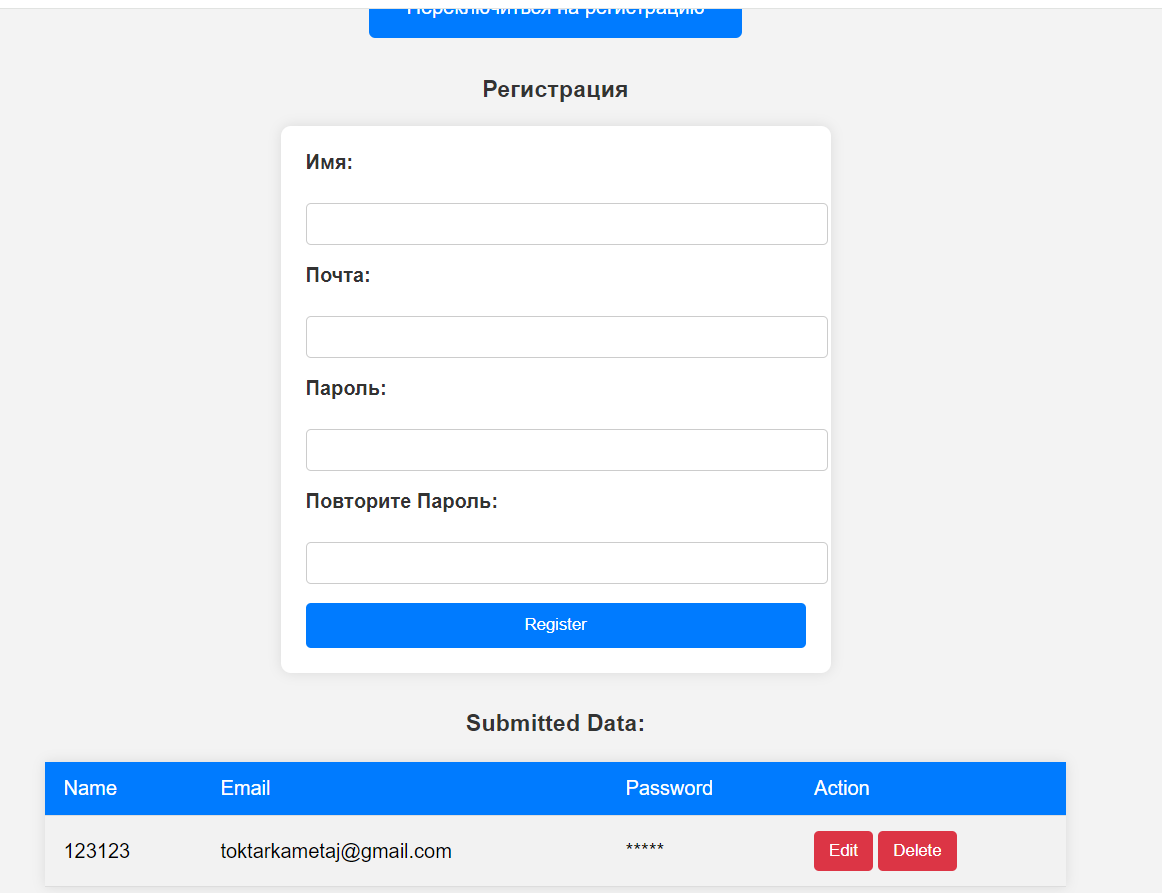 Переключиться на регистрацию
Регистрация
Имя:
Почта:
Пароль:
Повторите Пароль:
Register
Submitted Data:
Name Email Password Action
123123 toktarkametaj@gmail.com ***** Edit Delete